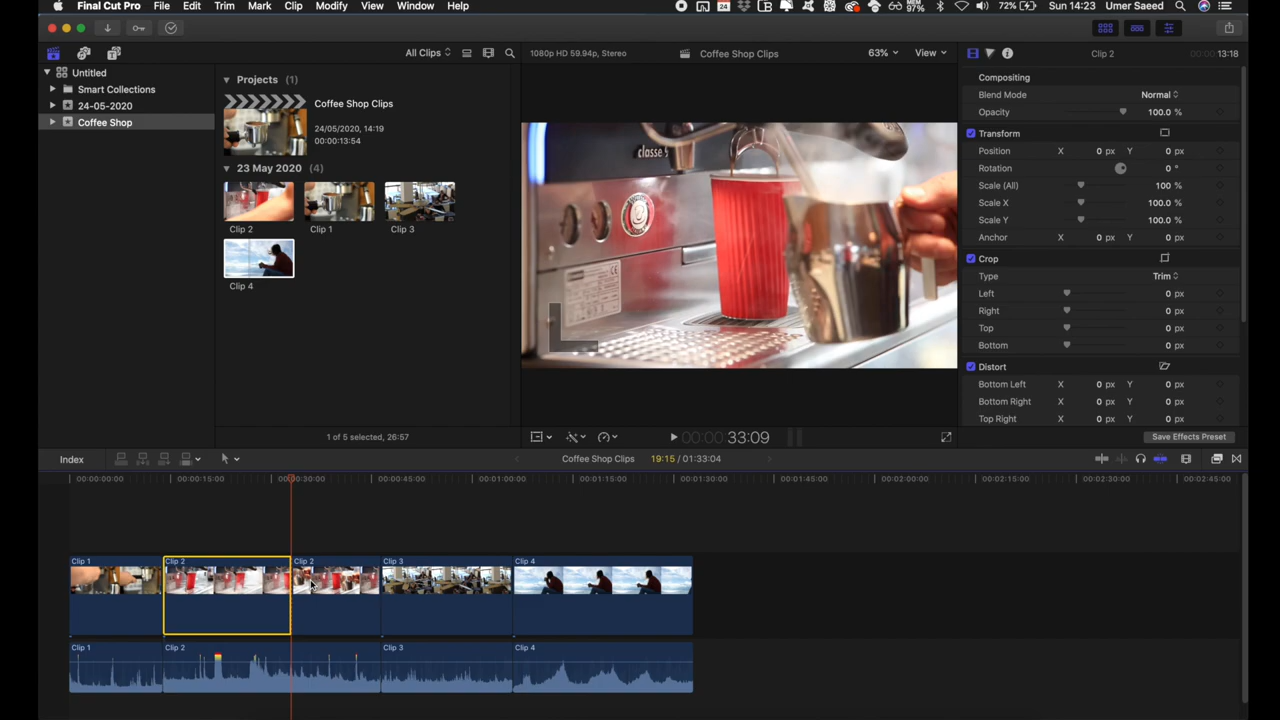 Final Cut Pro File Edit Trim Mark Clip Modify View Window Help 24 MEM 97% 72% Sun 14:23 Umer Saeed
All Clips 1080p HD 59.94p, Stereo Coffee Shop Clips 63% View Clip 2 13:18
Untitled
Smart Collections
24-05-2020
Coffee Shop
Projects (1)
Coffee Shop Clips
24/05/2020, 14:19
00:00:13:54
23 May 2020 (4)
Clip 2 Clip 1 Clip 3
Clip 4
1 of 5 selected, 26:57
classe
Compositing
Blend Mode Normal
Opacity 100.0 %
Transform
Position X 0 px Y 0 px
Rotation 0 °
Scale (All) 100 %
Scale X 100.0 %
Scale Y 100.0 %
Anchor X 0 px Y 0 px
Crop
Type Trim
Left 0 px
Right 0 px
Top 0 px
Bottom 0 px
Distort
Bottom Left X 0 px Y 0 px
Bottom Right X 0 px Y 0 px
Top Right X 0 px Y 0 px
00:00:33:09 Save Effects Preset
Index Coffee Shop Clips 19:15 / 01:33:04
00:00:00:00 00:00:15:00 00:00:30:00 00:00:45:00 00:01:00:00 00:01:15:00 00:01:30:00 00:02:00:00 00:02:15:00 00:02:30:00 00:02:45:00
Clip 1 Clip 2 Clip 2 Clip 3 Clip 4
Clip 1 Clip 2 Clip 3 Clip 4